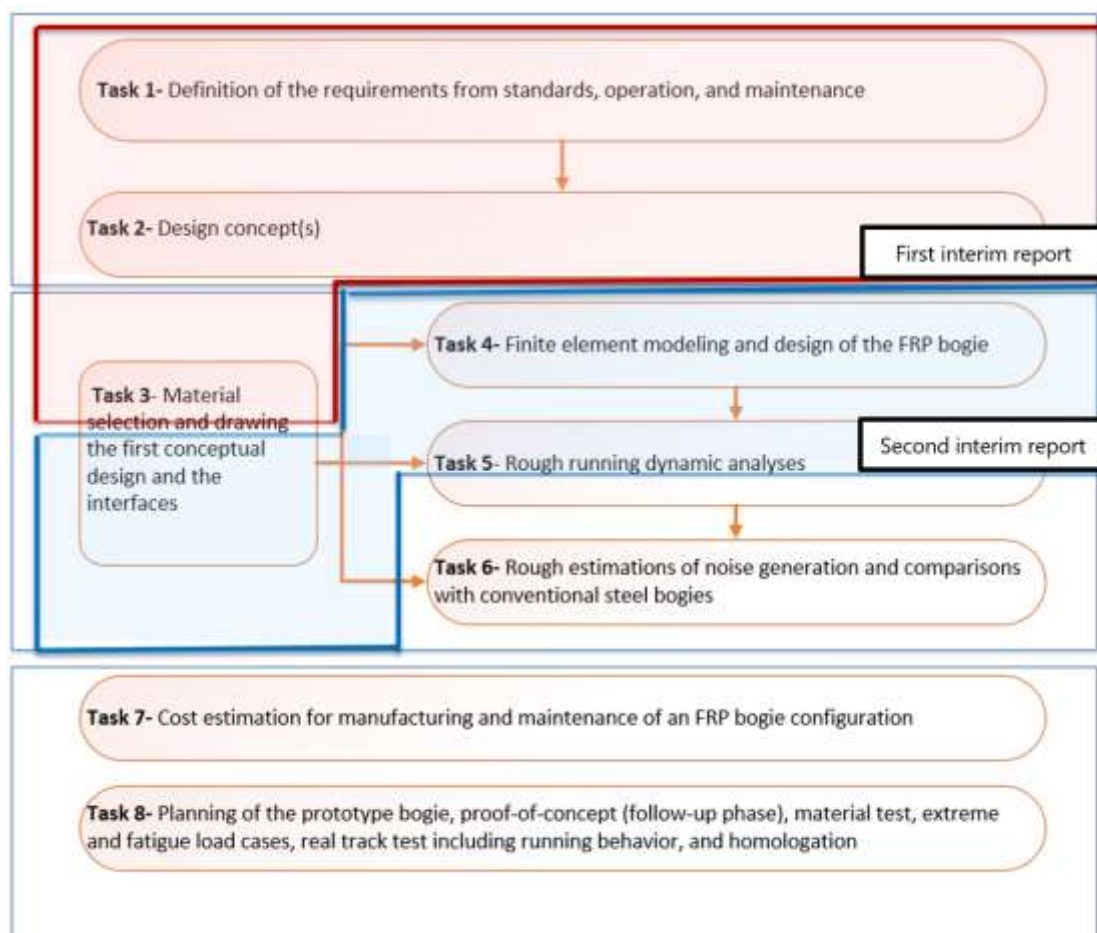 Task 1- Definition of the requirements from standards, operation, and maintenance
Task 2- Design concept(s)
First interim report
Task 4- Finite element modeling and design of the FRP bogie
Task 3- Material
selection and drawing
the first conceptual
design and the
interfaces
Second interim report
Task 5- Rough running dynamic analyses
Task 6- Rough estimations of noise generation and comparisons
with conventional steel bogies
Task 7- Cost estimation for manufacturing and maintenance of an FRP bogie configuration
Task 8- Planning of the prototype bogie, proof-of-concept (follow-up phase), material test, extreme
and fatigue load cases, real track test including running behavior, and homologation